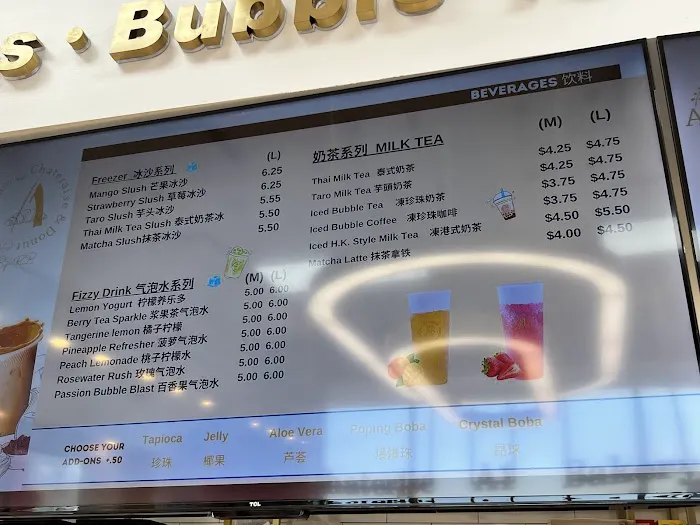 s · Bubble
BEVERAGES 饮料
Freezer 冰沙系列 (L)
Mango Slush 芒果冰沙 6.25
Strawberry Slush 草莓冰沙 6.25
Taro Slush 芋头冰沙 5.55
Thai Milk Tea Slush 泰式奶茶冰 5.50
Matcha Slush抹茶冰沙 5.50
Fizzy Drink 气泡水系列 (M) (L)
Lemon Yogurt 柠檬养乐多 5.00 6.00
Berry Tea Sparkle 浆果茶气泡水 5.00 6.00
Tangerine lemon 橘子柠檬 5.00 6.00
Pineapple Refresher 菠萝气泡水 5.00 6.00
Peach Lemonade 桃子柠檬水 5.00 6.00
Rosewater Rush 玫瑰气泡水 5.00 6.00
Passion Bubble Blast 百香果气泡水 5.00 6.00
奶茶系列 MILK TEA (M) (L)
Thai Milk Tea 泰式奶茶 $4.25 $4.75
Taro Milk Tea 芋頭奶茶 $4.25 $4.75
Iced Bubble Tea 凍珍珠奶茶 $3.75 $4.75
Iced Bubble Coffee 凍珍珠咖啡 $3.75 $4.75
Iced H.K. Style Milk Tea 凍港式奶茶 $4.50 $5.50
Matcha Latte 抹茶拿铁 $4.00 $4.50
CHOOSE YOUR
ADD-ONS +.50
Tapioca Jelly Aloe Vera Poping Boba Crystal Boba
珍珠 椰果 芦荟
TCL